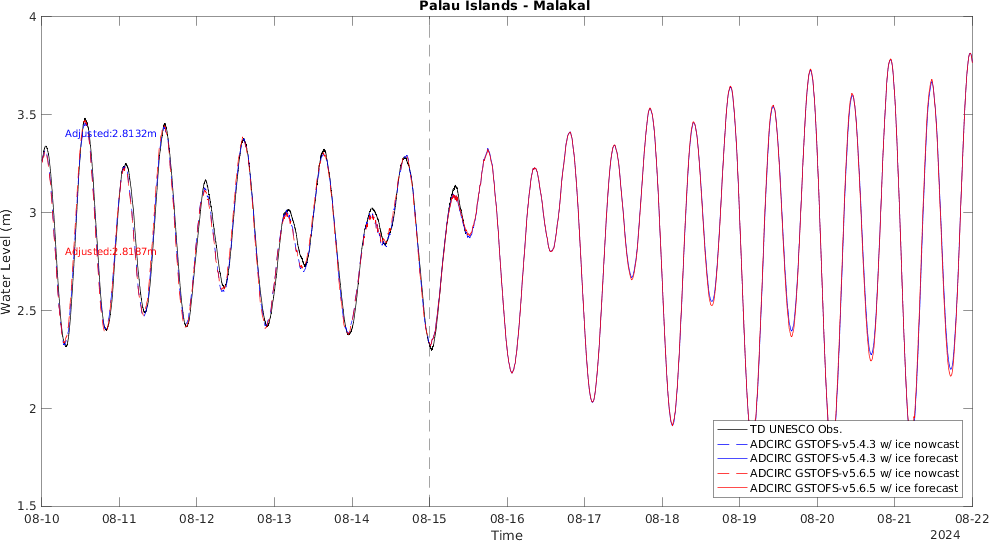 Palau Islands - Malakal
4
3.5
3
2.5
2
1.5
Water Level (m)
Adjusted:2.8132m
Adjusted:2.8187m
TD UNESCO Obs.
ADCIRC GSTOFS-v5.4.3 w/ ice nowcast
ADCIRC GSTOFS-v5.4.3 w/ ice forecast
ADCIRC GSTOFS-v5.6.5 w/ ice nowcast
ADCIRC GSTOFS-v5.6.5 w/ ice forecast
08-10 08-11 08-12 08-13 08-14 08-15 08-16 08-17 08-18 08-19 08-20 08-21 08-22
Time
2024